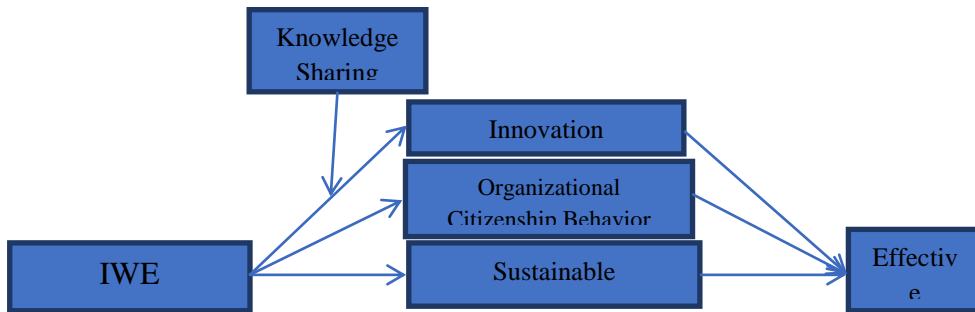 Knowledge
Sharing
Innovation
Organizational
Citizenship Behavior
IWE
Sustainable
Effectiv
e